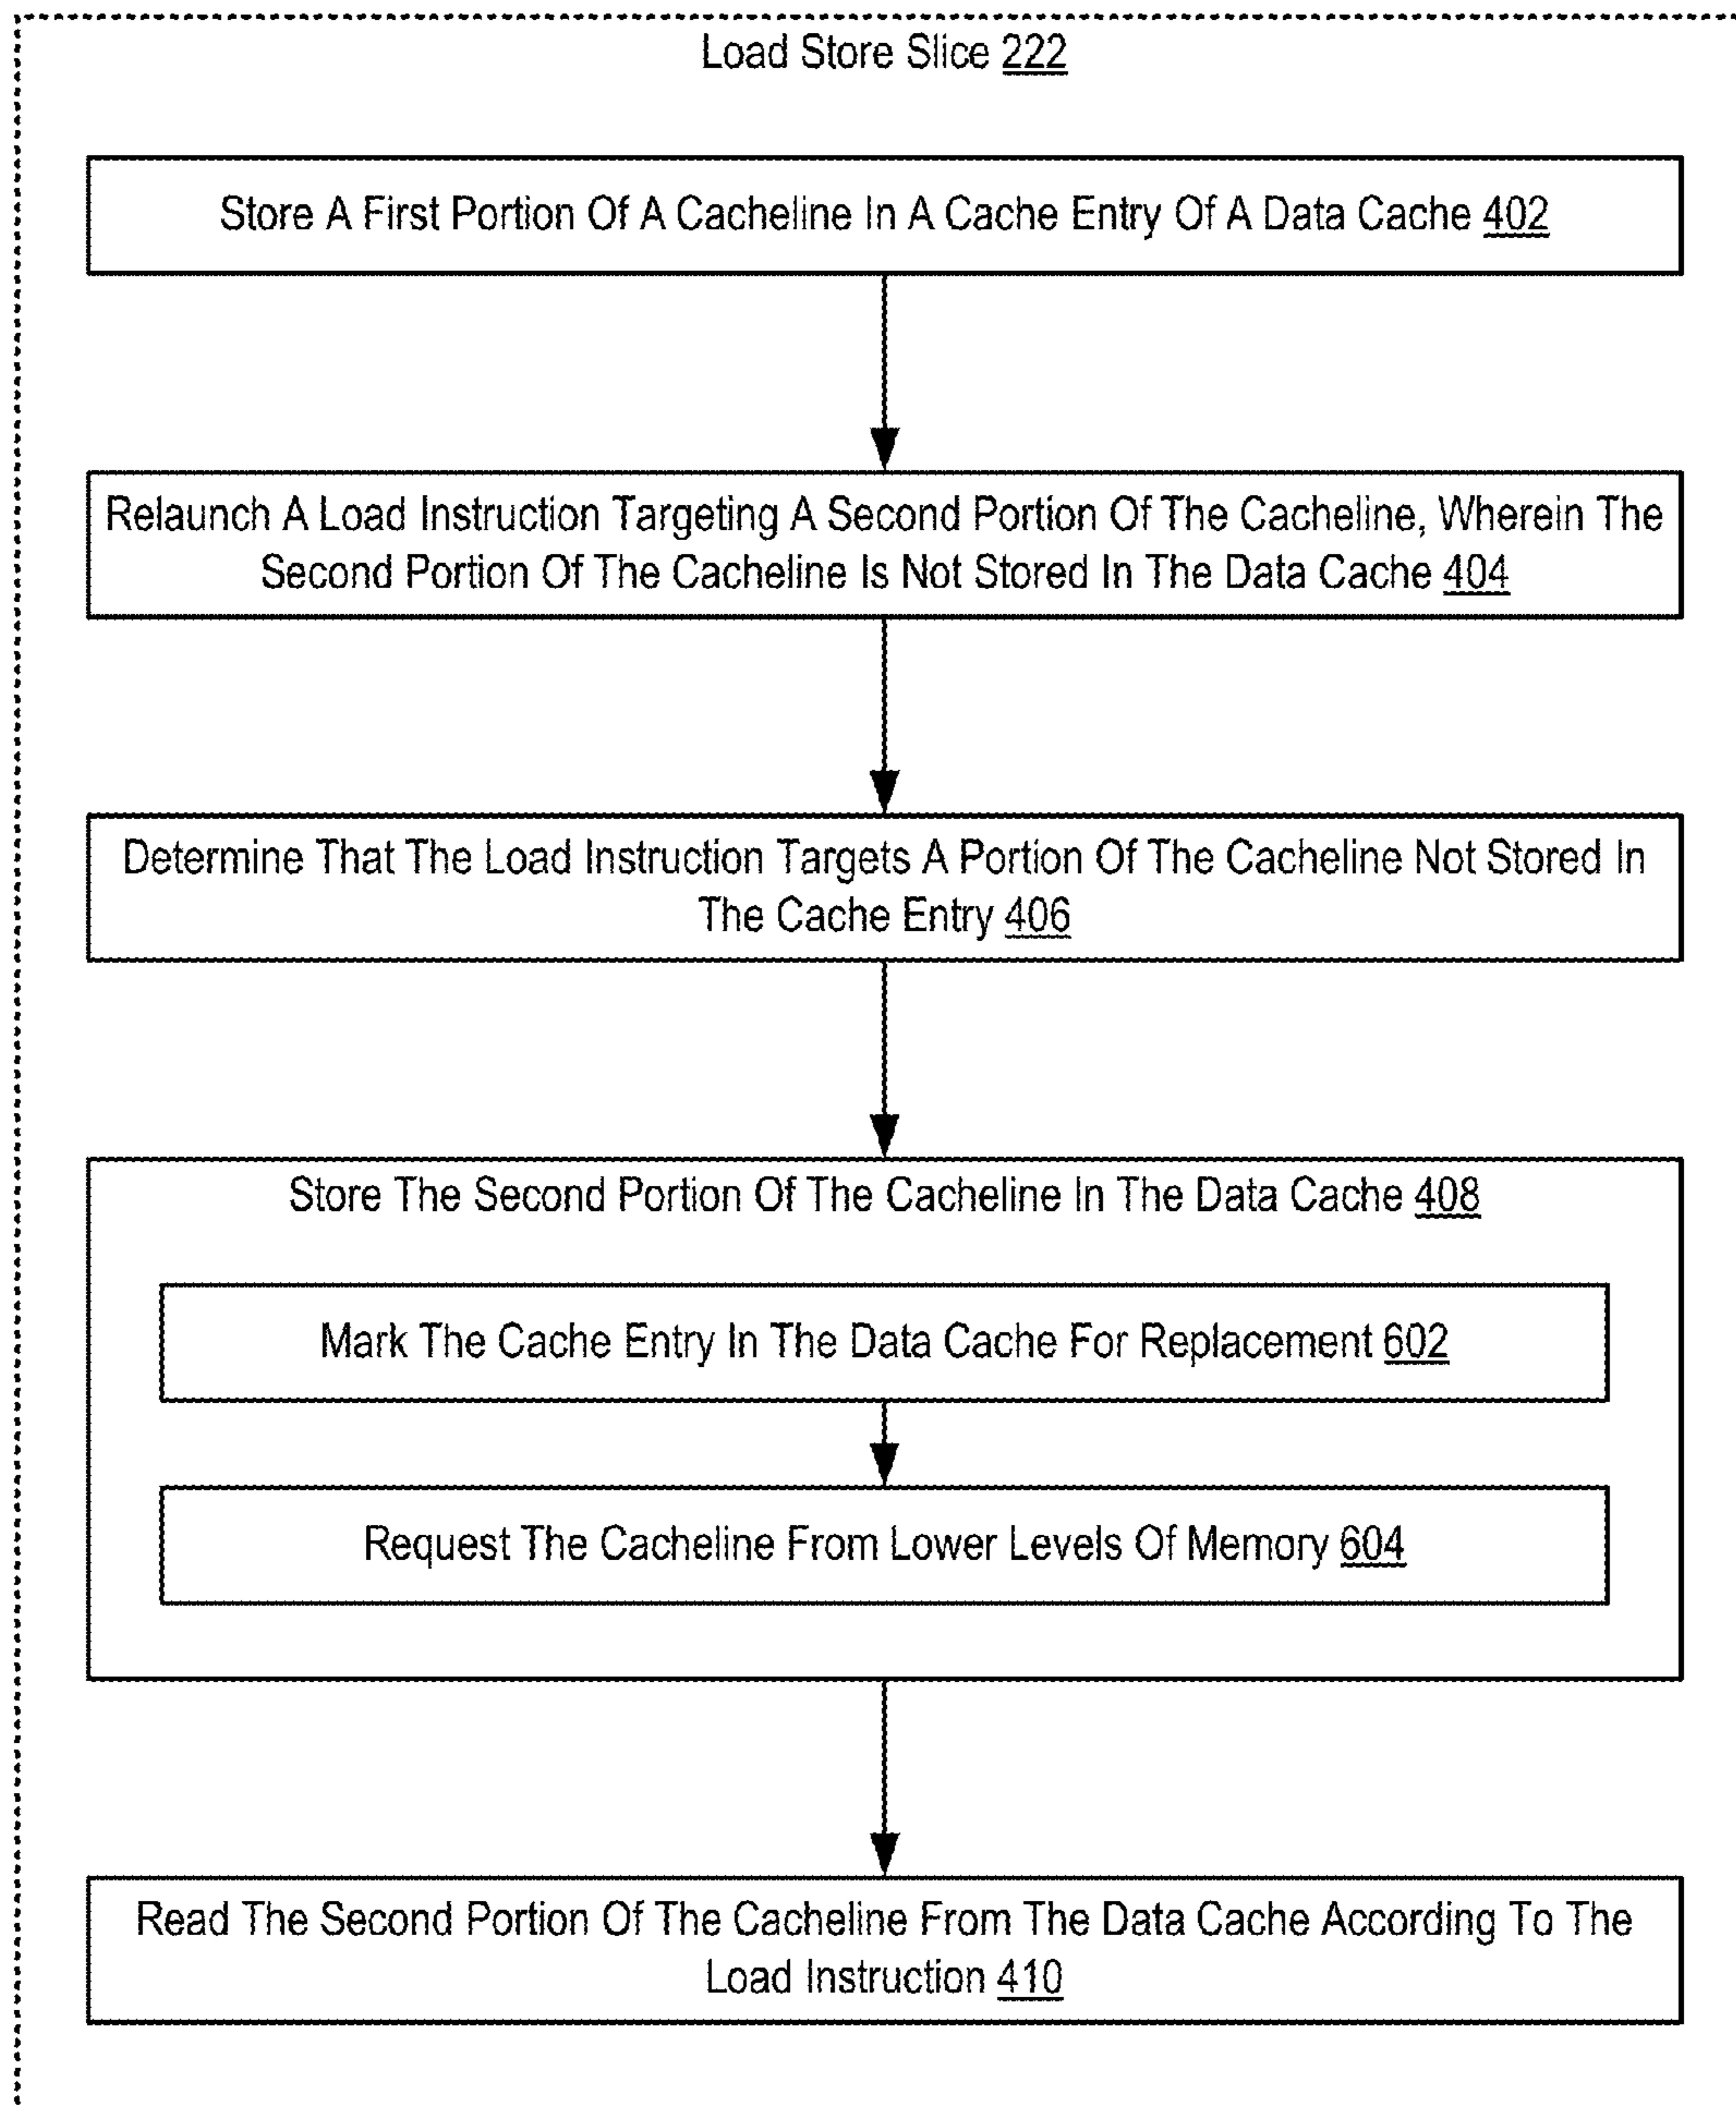 Load Store Slice 222
Store A First Portion Of A Cacheline In A Cache Entry Of A Data Cache 402
Relaunch A Load Instruction Targeting A Second Portion Of The Cacheline, Wherein The
Second Portion Of The Cacheline Is Not Stored In The Data Cache 404
Determine That The Load Instruction Targets A Portion Of The Cacheline Not Stored In
The Cache Entry 406
Store The Second Portion Of The Cacheline In The Data Cache 408
Mark The Cache Entry In The Data Cache For Replacement 602
Request The Cacheline From Lower Levels Of Memory 604
Read The Second Portion Of The Cacheline From The Data Cache According To The
Load Instruction 410